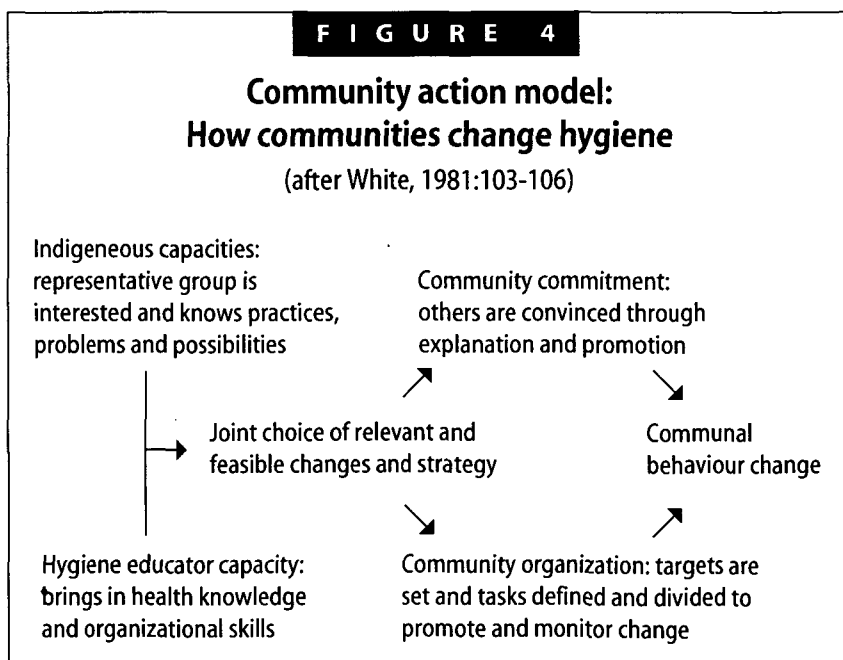 FIGURE 4
Community action model:
How communities change hygiene
(after White, 1981:103-106)
Indigeneous capacities:
representative group is
interested and knows practices,
problems and possibilities
Community commitment:
others are convinced through
explanation and promotion
Joint choice of relevant and
feasible changes and strategy
Communal
behaviour change
Hygiene educator capacity:
brings in health knowledge
and organizational skills
Community organization: targets are
set and tasks defined and divided to
promote and monitor change